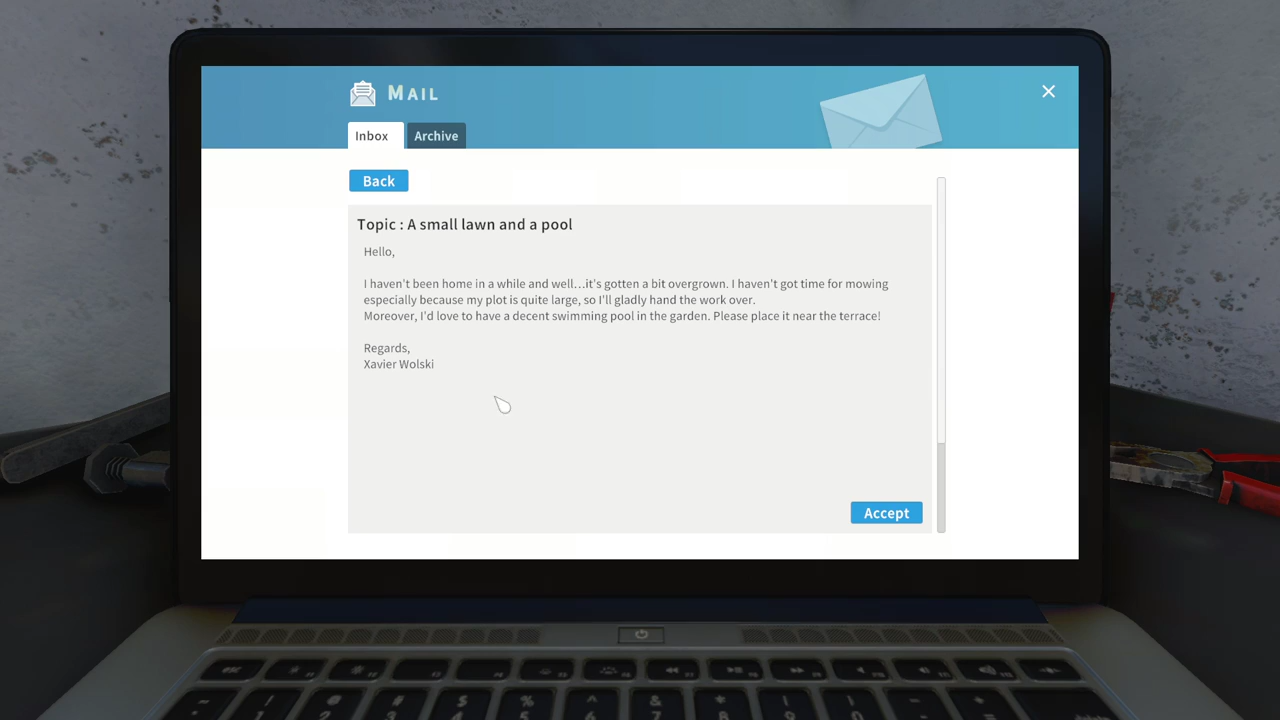 MAIL
Inbox
Archive
Back
Topic : A small lawn and a pool
Hello,
I haven't been home in a while and well...it's gotten a bit overgrown. I haven't got time for mowing
especially because my plot is quite large, so I'll gladly hand the work over.
Moreover, I'd love to have a decent swimming pool in the garden. Please place it near the terrace!
Regards,
Xavier Wolski
Accept